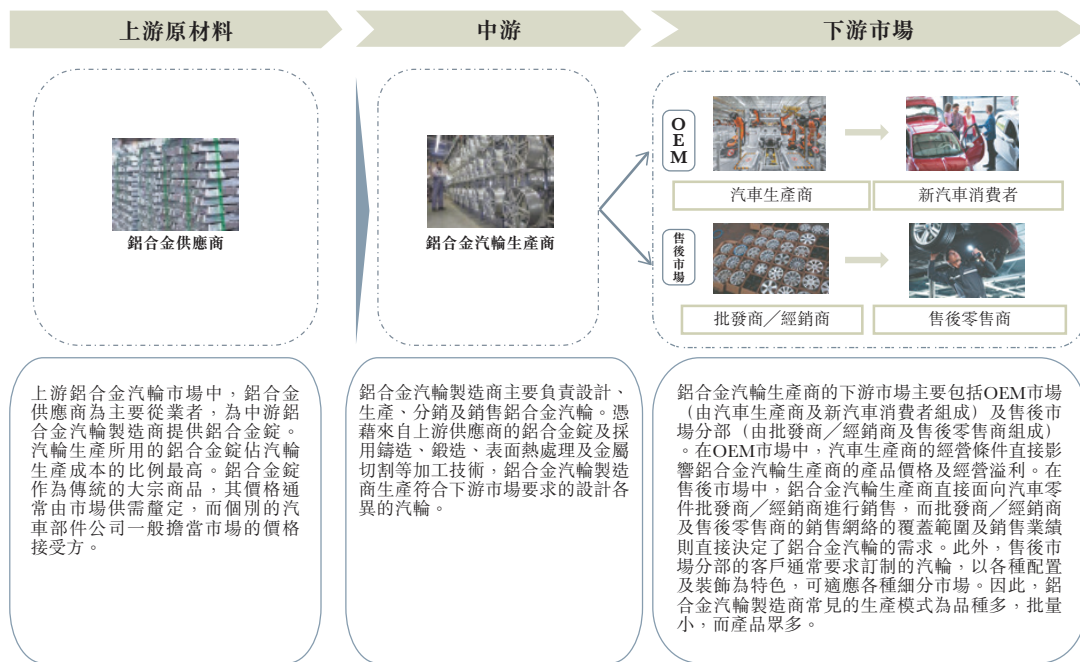 上游原材料
中游
下游市場
鋁合金供應商
鋁合金汽輪生產商
OEM
汽車生產商
新汽車消費者
售後市場
批發商／經銷商
售後零售商
上游鋁合金汽輪市場中，鋁合金
供應商為主要從業者，為中游鋁
合金汽輪製造商提供鋁合金錠。
汽輪生產所用的鋁合金錠佔汽輪
生產成本的比例最高。鋁合金錠
作為傳統的大宗商品，其價格通
常由市場供需釐定，而個別的汽
車部件公司一般擔當市場的價格
接受方。
鋁合金汽輪製造商主要負責設計、
生產、分銷及銷售鋁合金汽輪。憑
藉來自上游供應商的鋁合金錠及採
用鑄造、鍛造、表面熱處理及金屬
切割等加工技術，鋁合金汽輪製造
商生產符合下游市場要求的設計各
異的汽輪。
鋁合金汽輪生產商的下游市場主要包括OEM市場
（由汽車生產商及新汽車消費者組成）及售後市
場分部（由批發商／經銷商及售後零售商組成）
。在OEM市場中，汽車生產商的經營條件直接影
響鋁合金汽輪生產商的產品價格及經營溢利。在
售後市場中，鋁合金汽輪生產商直接面向汽車零
件批發商／經銷商進行銷售，而批發商／經銷商
及售後零售商的銷售網絡的覆蓋範圍及銷售業績
則直接決定了鋁合金汽輪的需求。此外，售後市
場分部的客戶通常要求訂制的汽輪，以各種配置
及裝飾為特色，可適應各種細分市場。因此，鋁
合金汽輪製造商常見的生產模式為品種多，批量
小，而產品眾多。